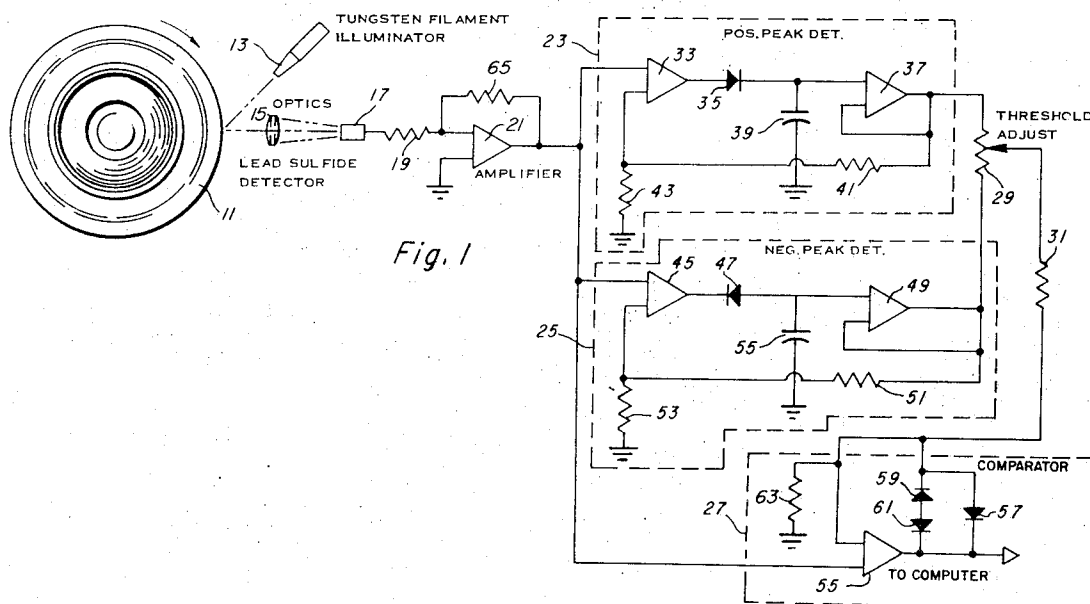 TUNGSTEN FILAMENT
ILLUMINATOR
13
15
OPTICS
17
LEAD SULFIDE
DETECTOR
11
19
65
21
AMPLIFIER
Fig. 1
23
POS. PEAK DET.
33
35
37
39
41
43
THRESHOLD
ADJUST
29
31
NEG. PEAK DET.
25
45
47
49
55
51
53
COMPARATOR
27
63
59
61
57
TO COMPUTER
55